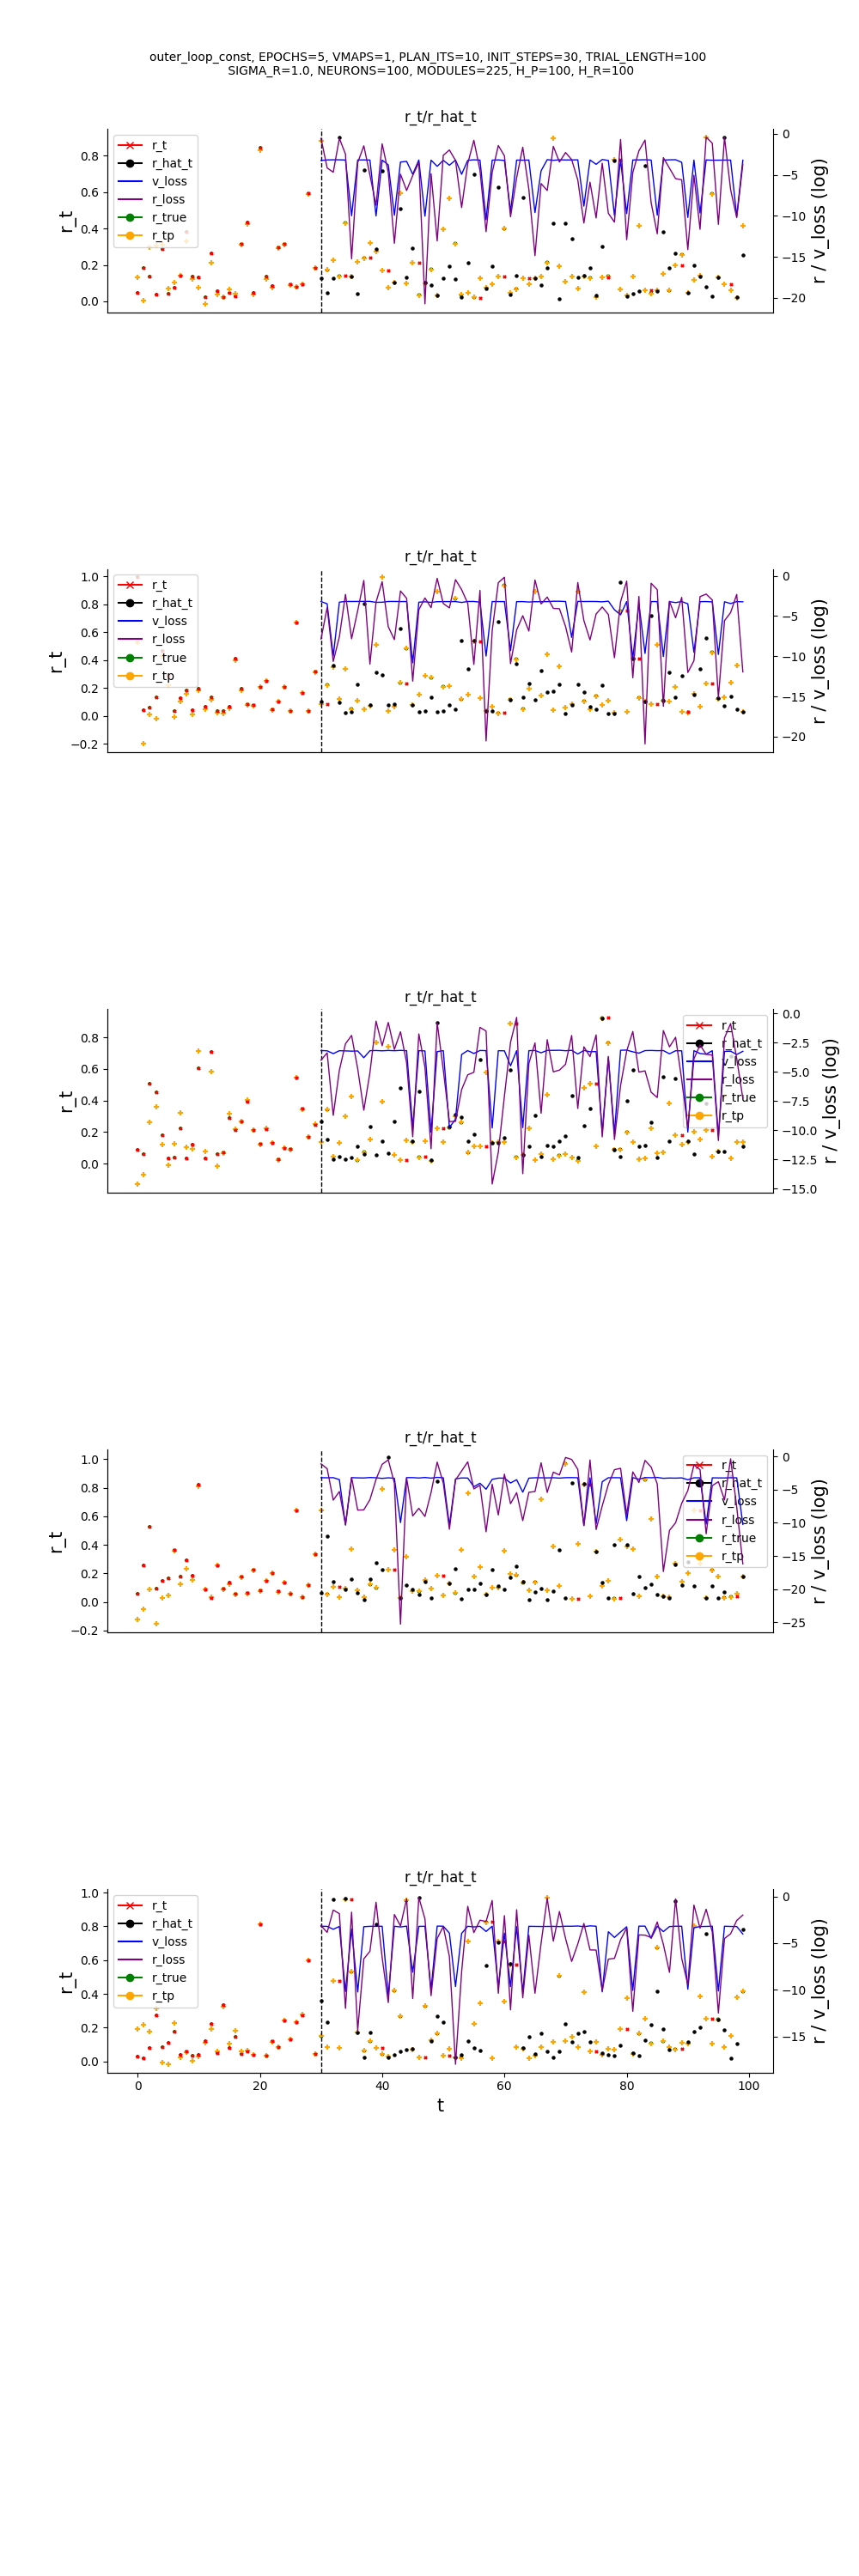 outer_loop_const, EPOCHS=5, VMAPS=1, PLAN_ITS=10, INIT_STEPS=30, TRIAL_LENGTH=100
SIGMA_R=1.0, NEURONS=100, MODULES=225, H_P=100, H_R=100
r_t/r_hat_t
r_t
0.8
0.6
0.4
0.2
0.0
r_t
r_hat_t
v_loss
r_loss
r_true
r_tp
0
−5
−10
−15
−20
r / v_loss (log)
r_t/r_hat_t
r_t
1.0
0.8
0.6
0.4
0.2
0.0
−0.2
r_t
r_hat_t
v_loss
r_loss
r_true
r_tp
0
−5
−10
−15
−20
r / v_loss (log)
r_t/r_hat_t
r_t
0.8
0.6
0.4
0.2
0.0
r_t
r_hat_t
v_loss
r_loss
r_true
r_tp
0.0
−2.5
−5.0
−7.5
−10.0
−12.5
−15.0
r / v_loss (log)
r_t/r_hat_t
r_t
1.0
0.8
0.6
0.4
0.2
0.0
−0.2
r_t
r_hat_t
v_loss
r_loss
r_true
r_tp
0
−5
−10
−15
−20
−25
r / v_loss (log)
r_t/r_hat_t
r_t
1.0
0.8
0.6
0.4
0.2
0.0
r_t
r_hat_t
v_loss
r_loss
r_true
r_tp
0
−5
−10
−15
r / v_loss (log)
0
20
40
60
80
100
t